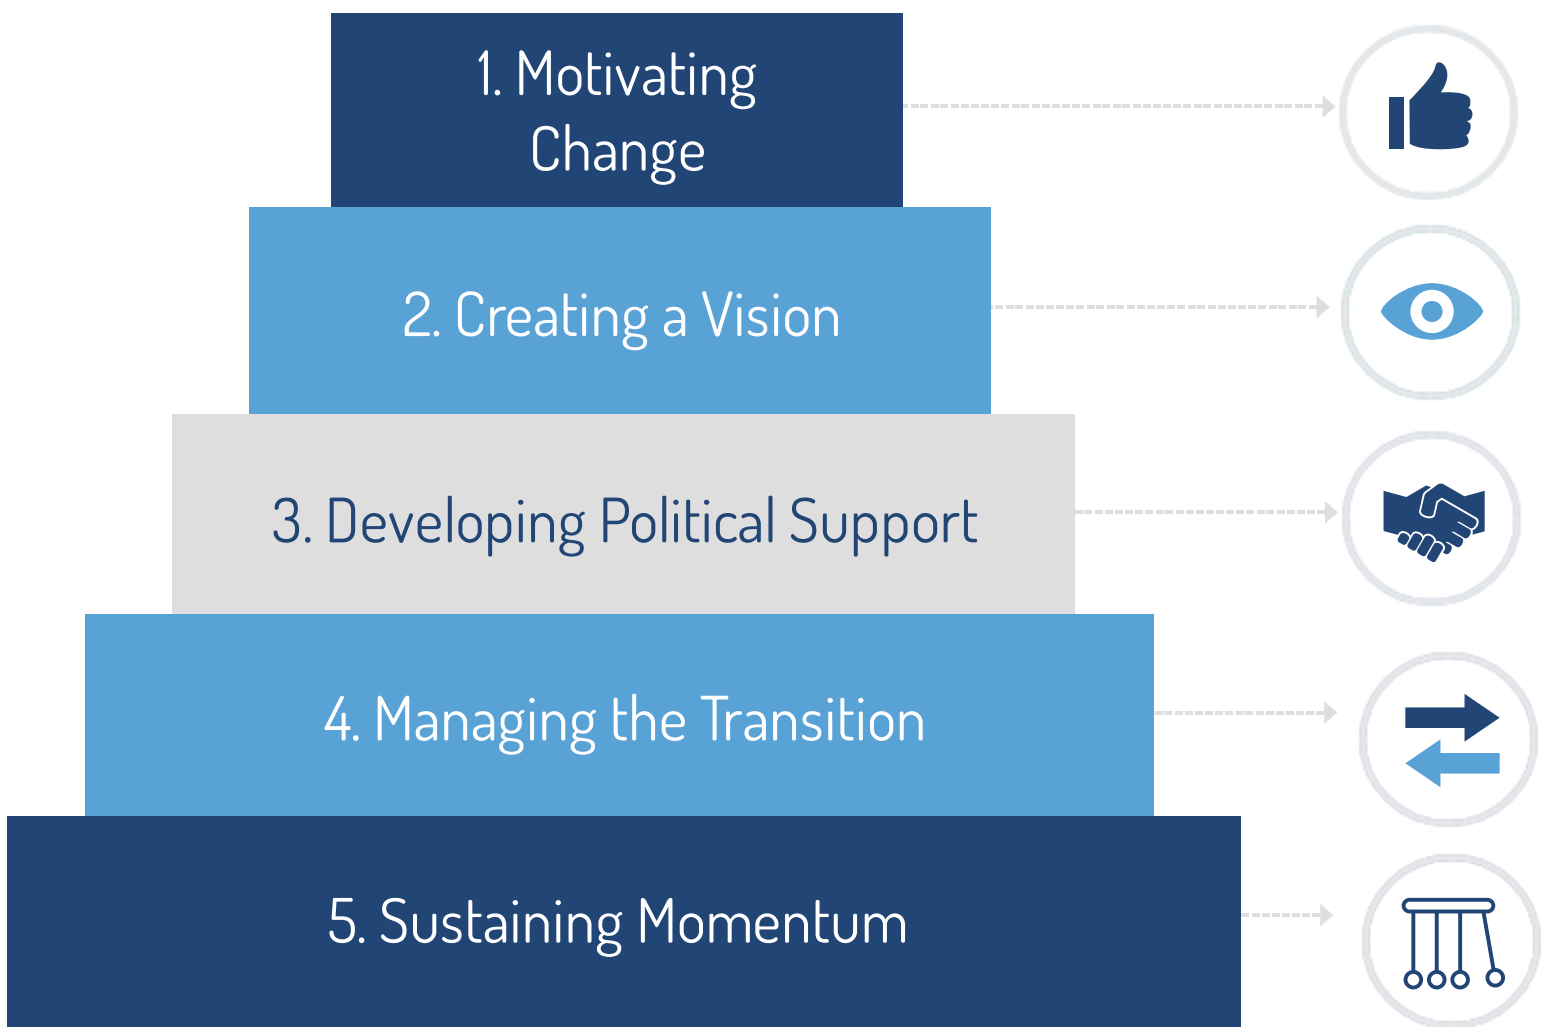 1. Motivating
Change
2. Creating a Vision
3. Developing Political Support
4. Managing the Transition
5. Sustaining Momentum